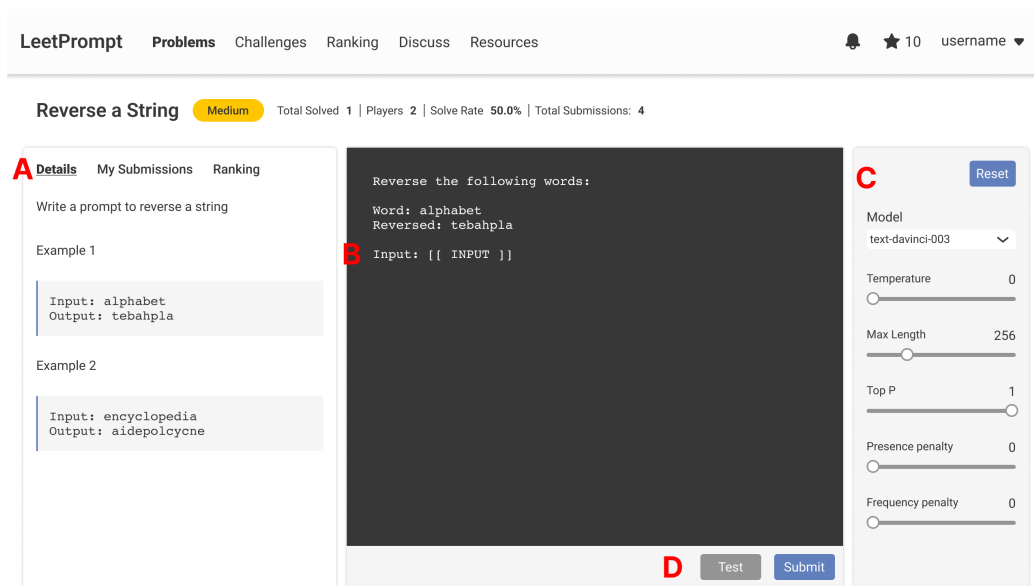 LeetPrompt Problems Challenges Ranking Discuss Resources 10 username
Reverse a String Medium Total Solved 1 | Players 2 | Solve Rate 50.0% | Total Submissions: 4
A Details My Submissions Ranking
Write a prompt to reverse a string
Example 1
Input: alphabet
Output: tebahpla
Example 2
Input: encyclopedia
Output: aidepolcycne
B
Reverse the following words:
Word: alphabet
Reversed: tebahpla
Input: [[ INPUT ]]
C
Reset
Model
text-davinci-003
Temperature 0
Max Length 256
Top P 1
Presence penalty 0
Frequency penalty 0
D Test Submit